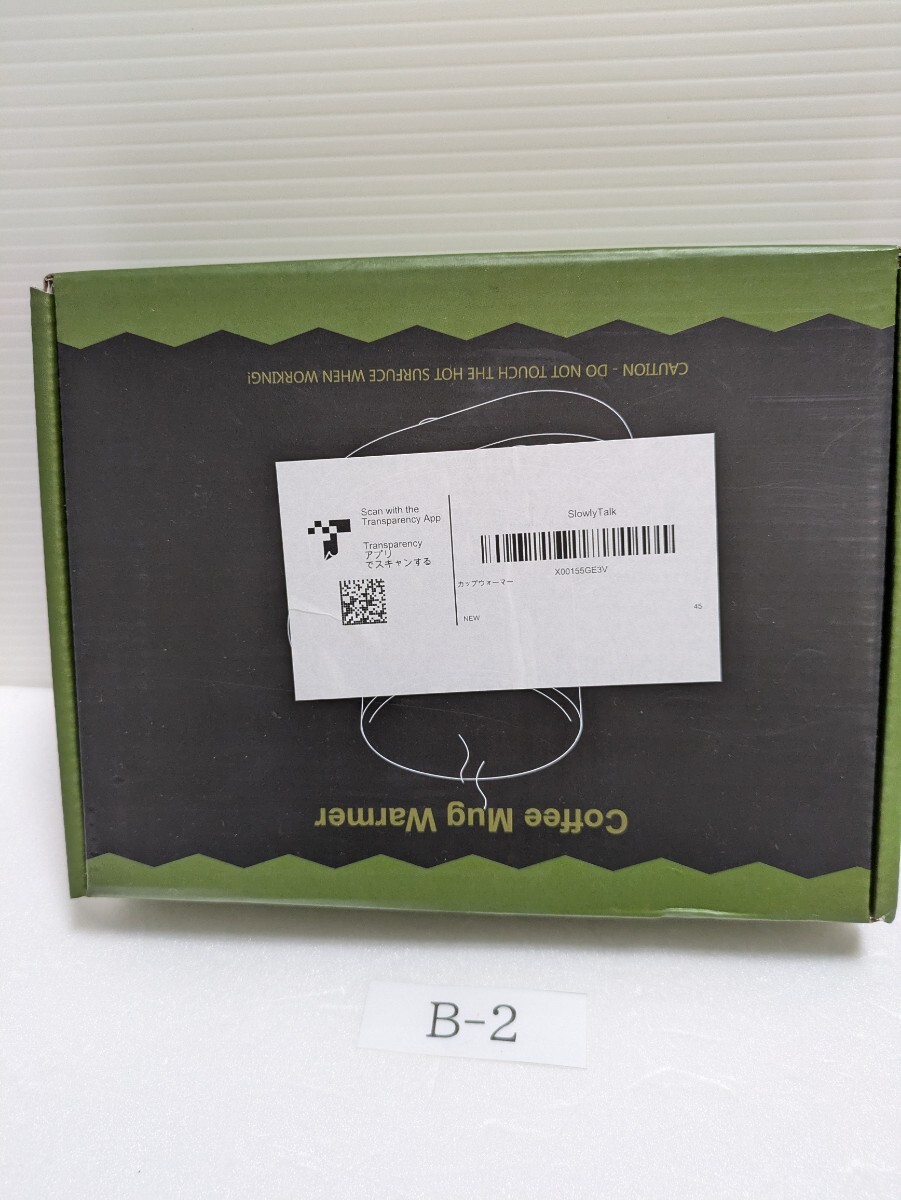 CAUTION - DO NOT TOUCH THE HOT SURFUCE WHEN WORKING!
Scan with the
Transparency App
Transparency
アプリ
でスキャンする
SlowlyTalk
X00155GE3V
カップウォーマー
NEW
45
Coffee Mug Warmer
B-2